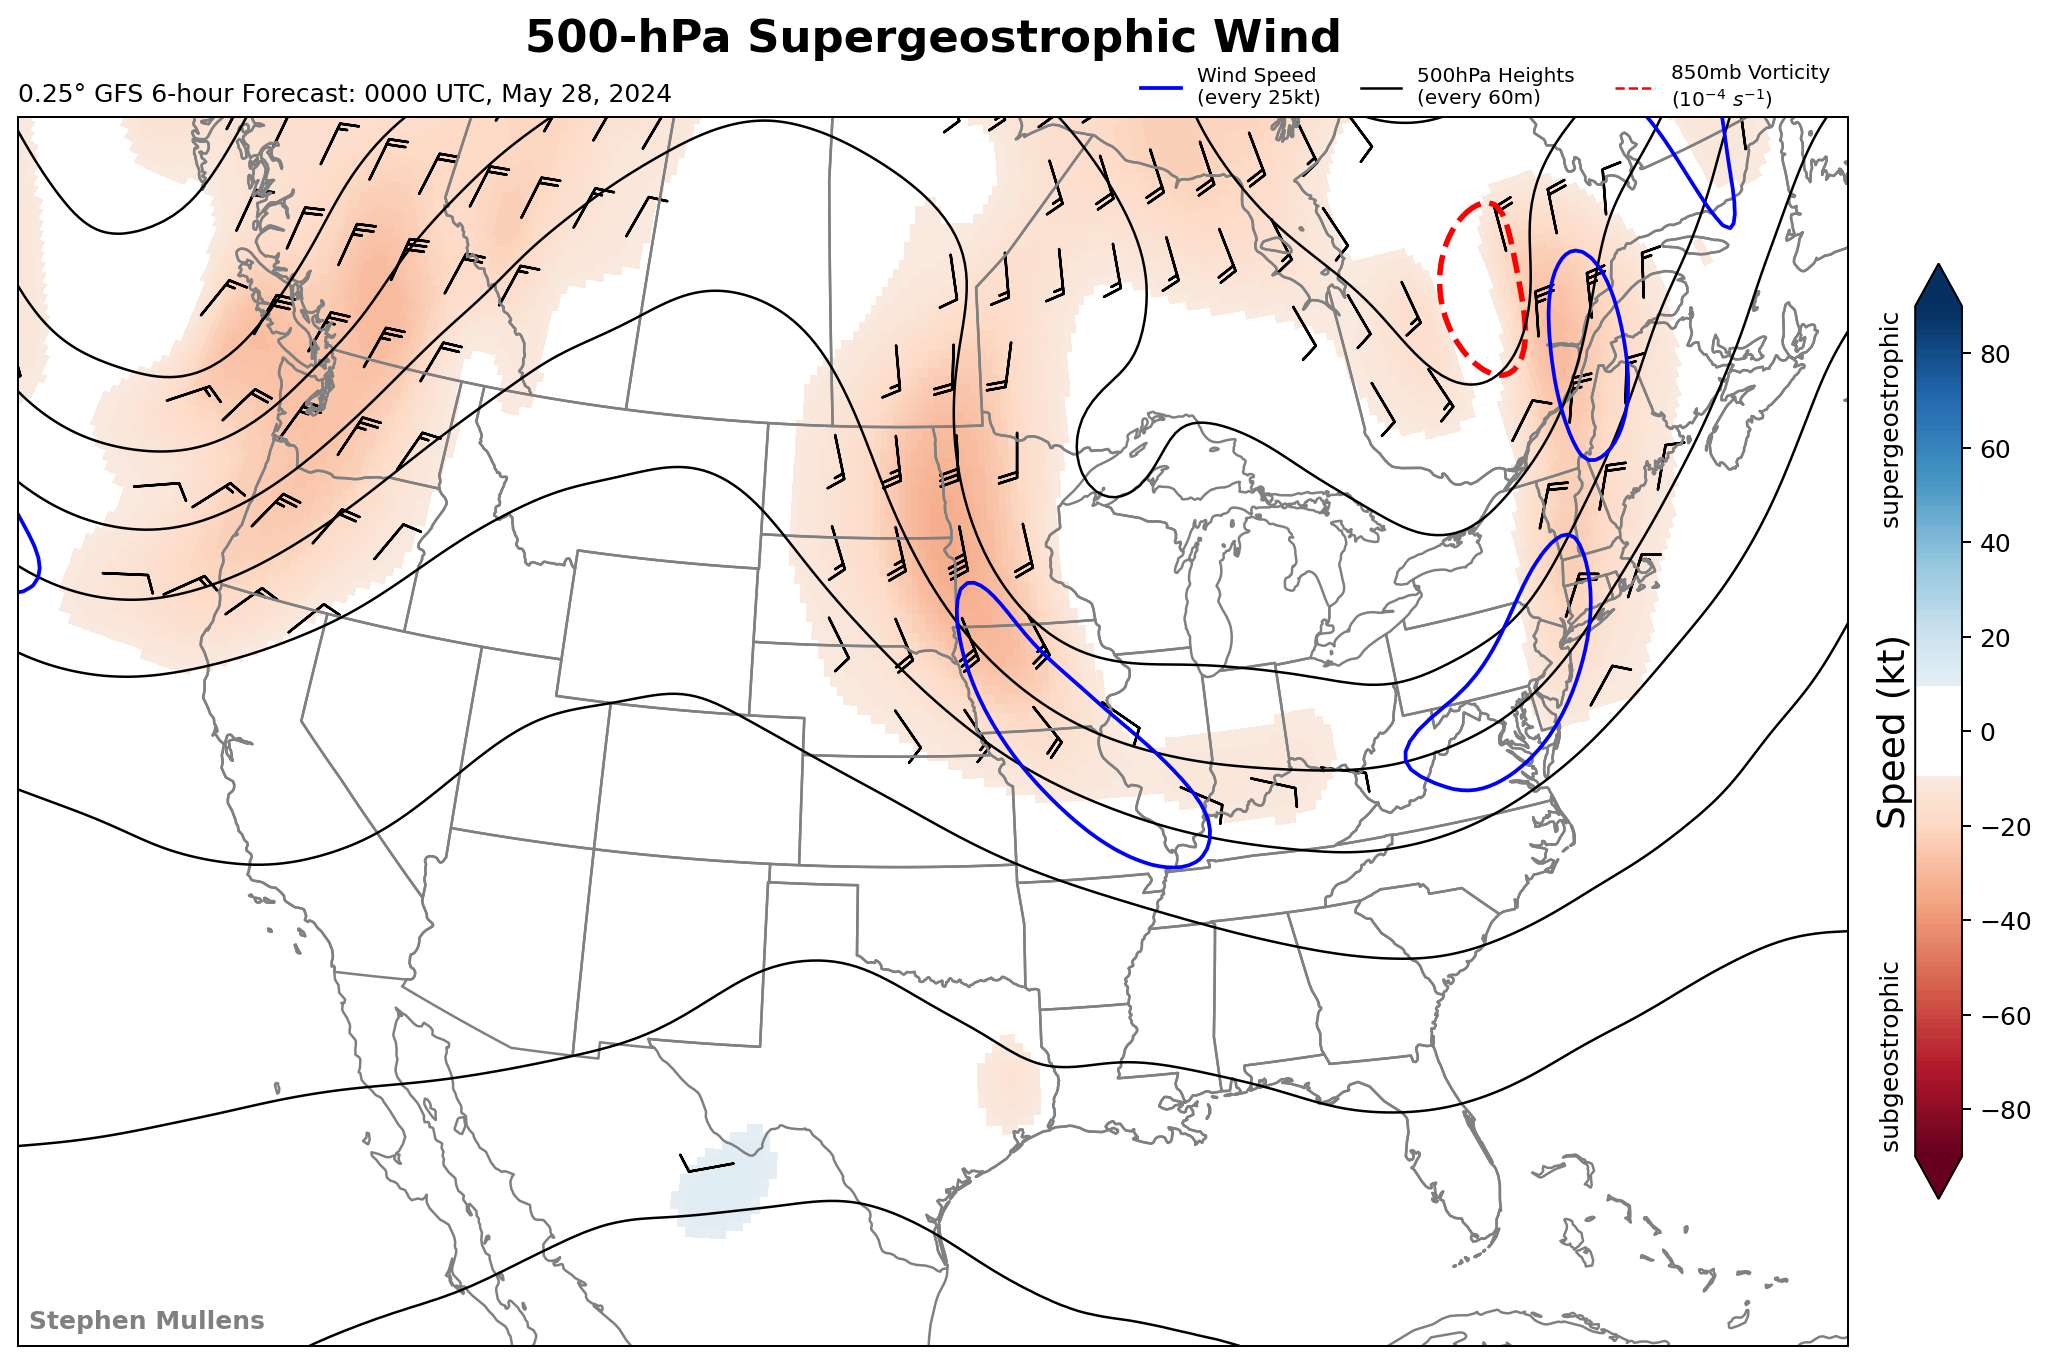 500-hPa Supergeostrophic Wind
0.25° GFS 6-hour Forecast: 0000 UTC, May 28, 2024
Wind Speed
(every 25kt)
500hPa Heights
(every 60m)
850mb Vorticity
(10⁻⁴ s⁻¹)
supergeostrophic
Speed (kt)
subgeostrophic
80
60
40
20
0
−20
−40
−60
−80
Stephen Mullens